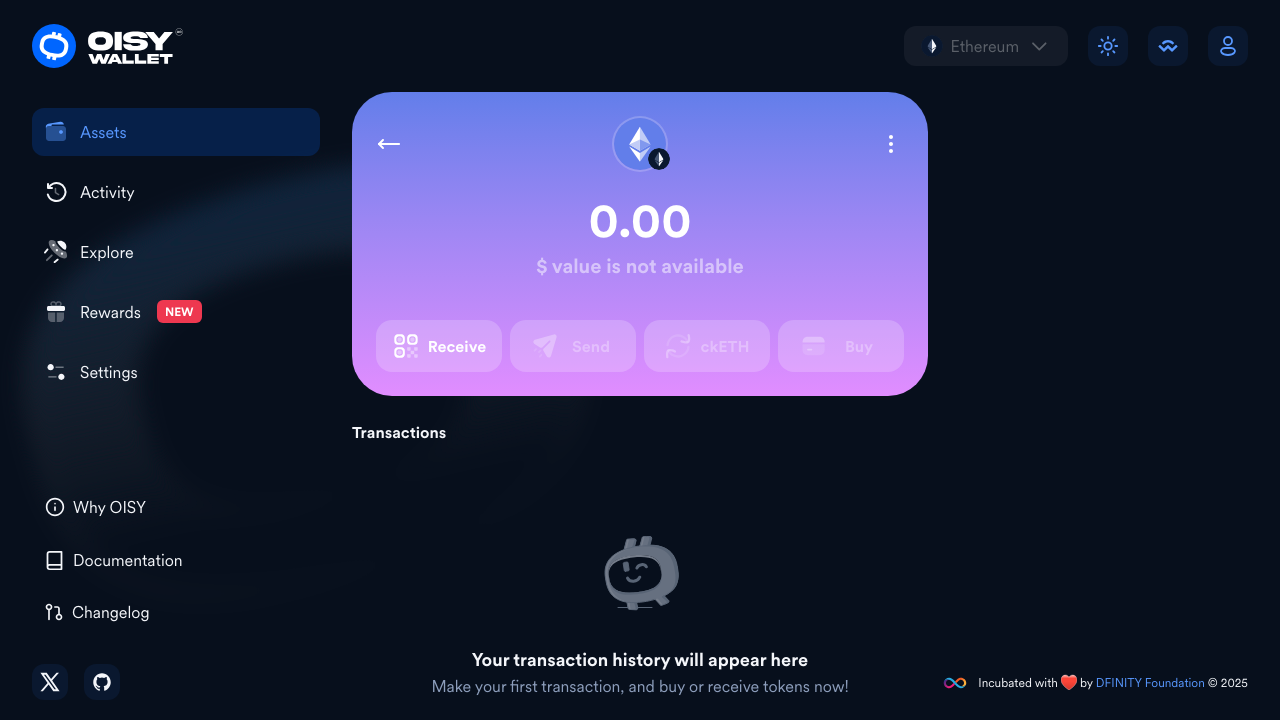 OISY
WALLET
Ethereum
Assets
Activity
Explore
Rewards NEW
Settings
Why OISY
Documentation
Changelog
0.00
$ value is not available
Receive
Send
ckETH
Buy
Transactions
Your transaction history will appear here
Make your first transaction, and buy or receive tokens now!
Incubated with ❤️ by DFINITY Foundation © 2025